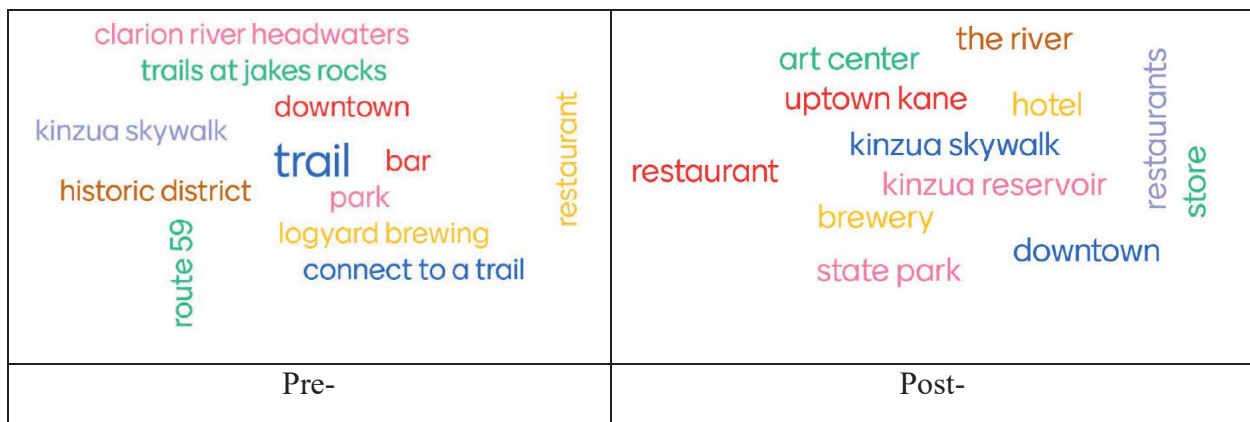 clarion river headwaters
trails at jakes rocks
downtown
kinzua skywalk
trail
bar
restaurant
historic district
park
logyard brewing
route 59
connect to a trail
Pre-
the river
art center
uptown kane
hotel
restaurants
kinzua skywalk
restaurant
kinzua reservoir
store
brewery
downtown
state park
Post-